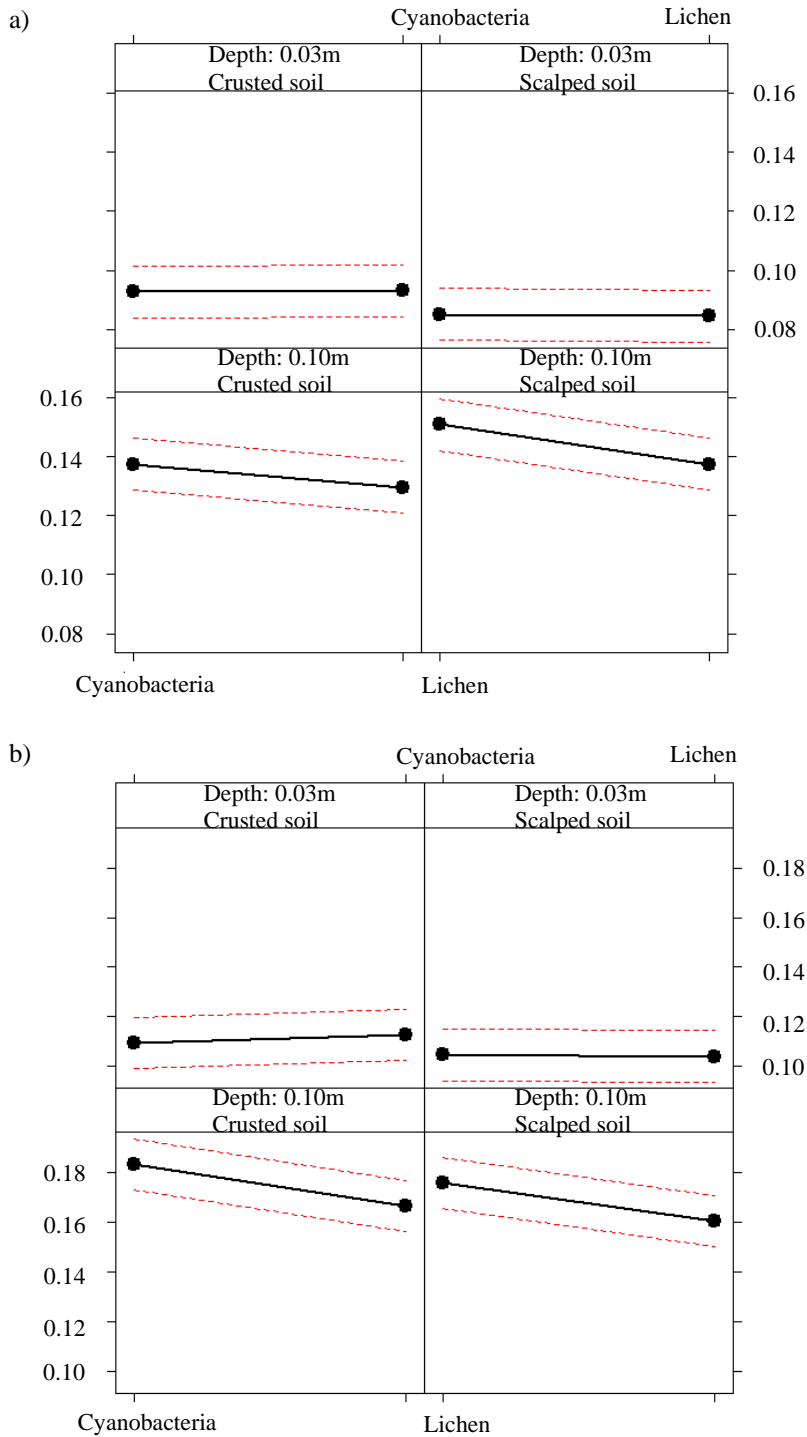 a)
Cyanobacteria Lichen
Depth: 0.03m Depth: 0.03m
Crusted soil Scalped soil
0.16
0.14
0.12
0.10
0.08
Depth: 0.10m Depth: 0.10m
Crusted soil Scalped soil
0.16
0.14
0.12
0.10
0.08
Cyanobacteria Lichen
b)
Cyanobacteria Lichen
Depth: 0.03m Depth: 0.03m
Crusted soil Scalped soil
0.18
0.16
0.14
0.12
0.10
Depth: 0.10m Depth: 0.10m
Crusted soil Scalped soil
0.18
0.16
0.14
0.12
0.10
Cyanobacteria Lichen